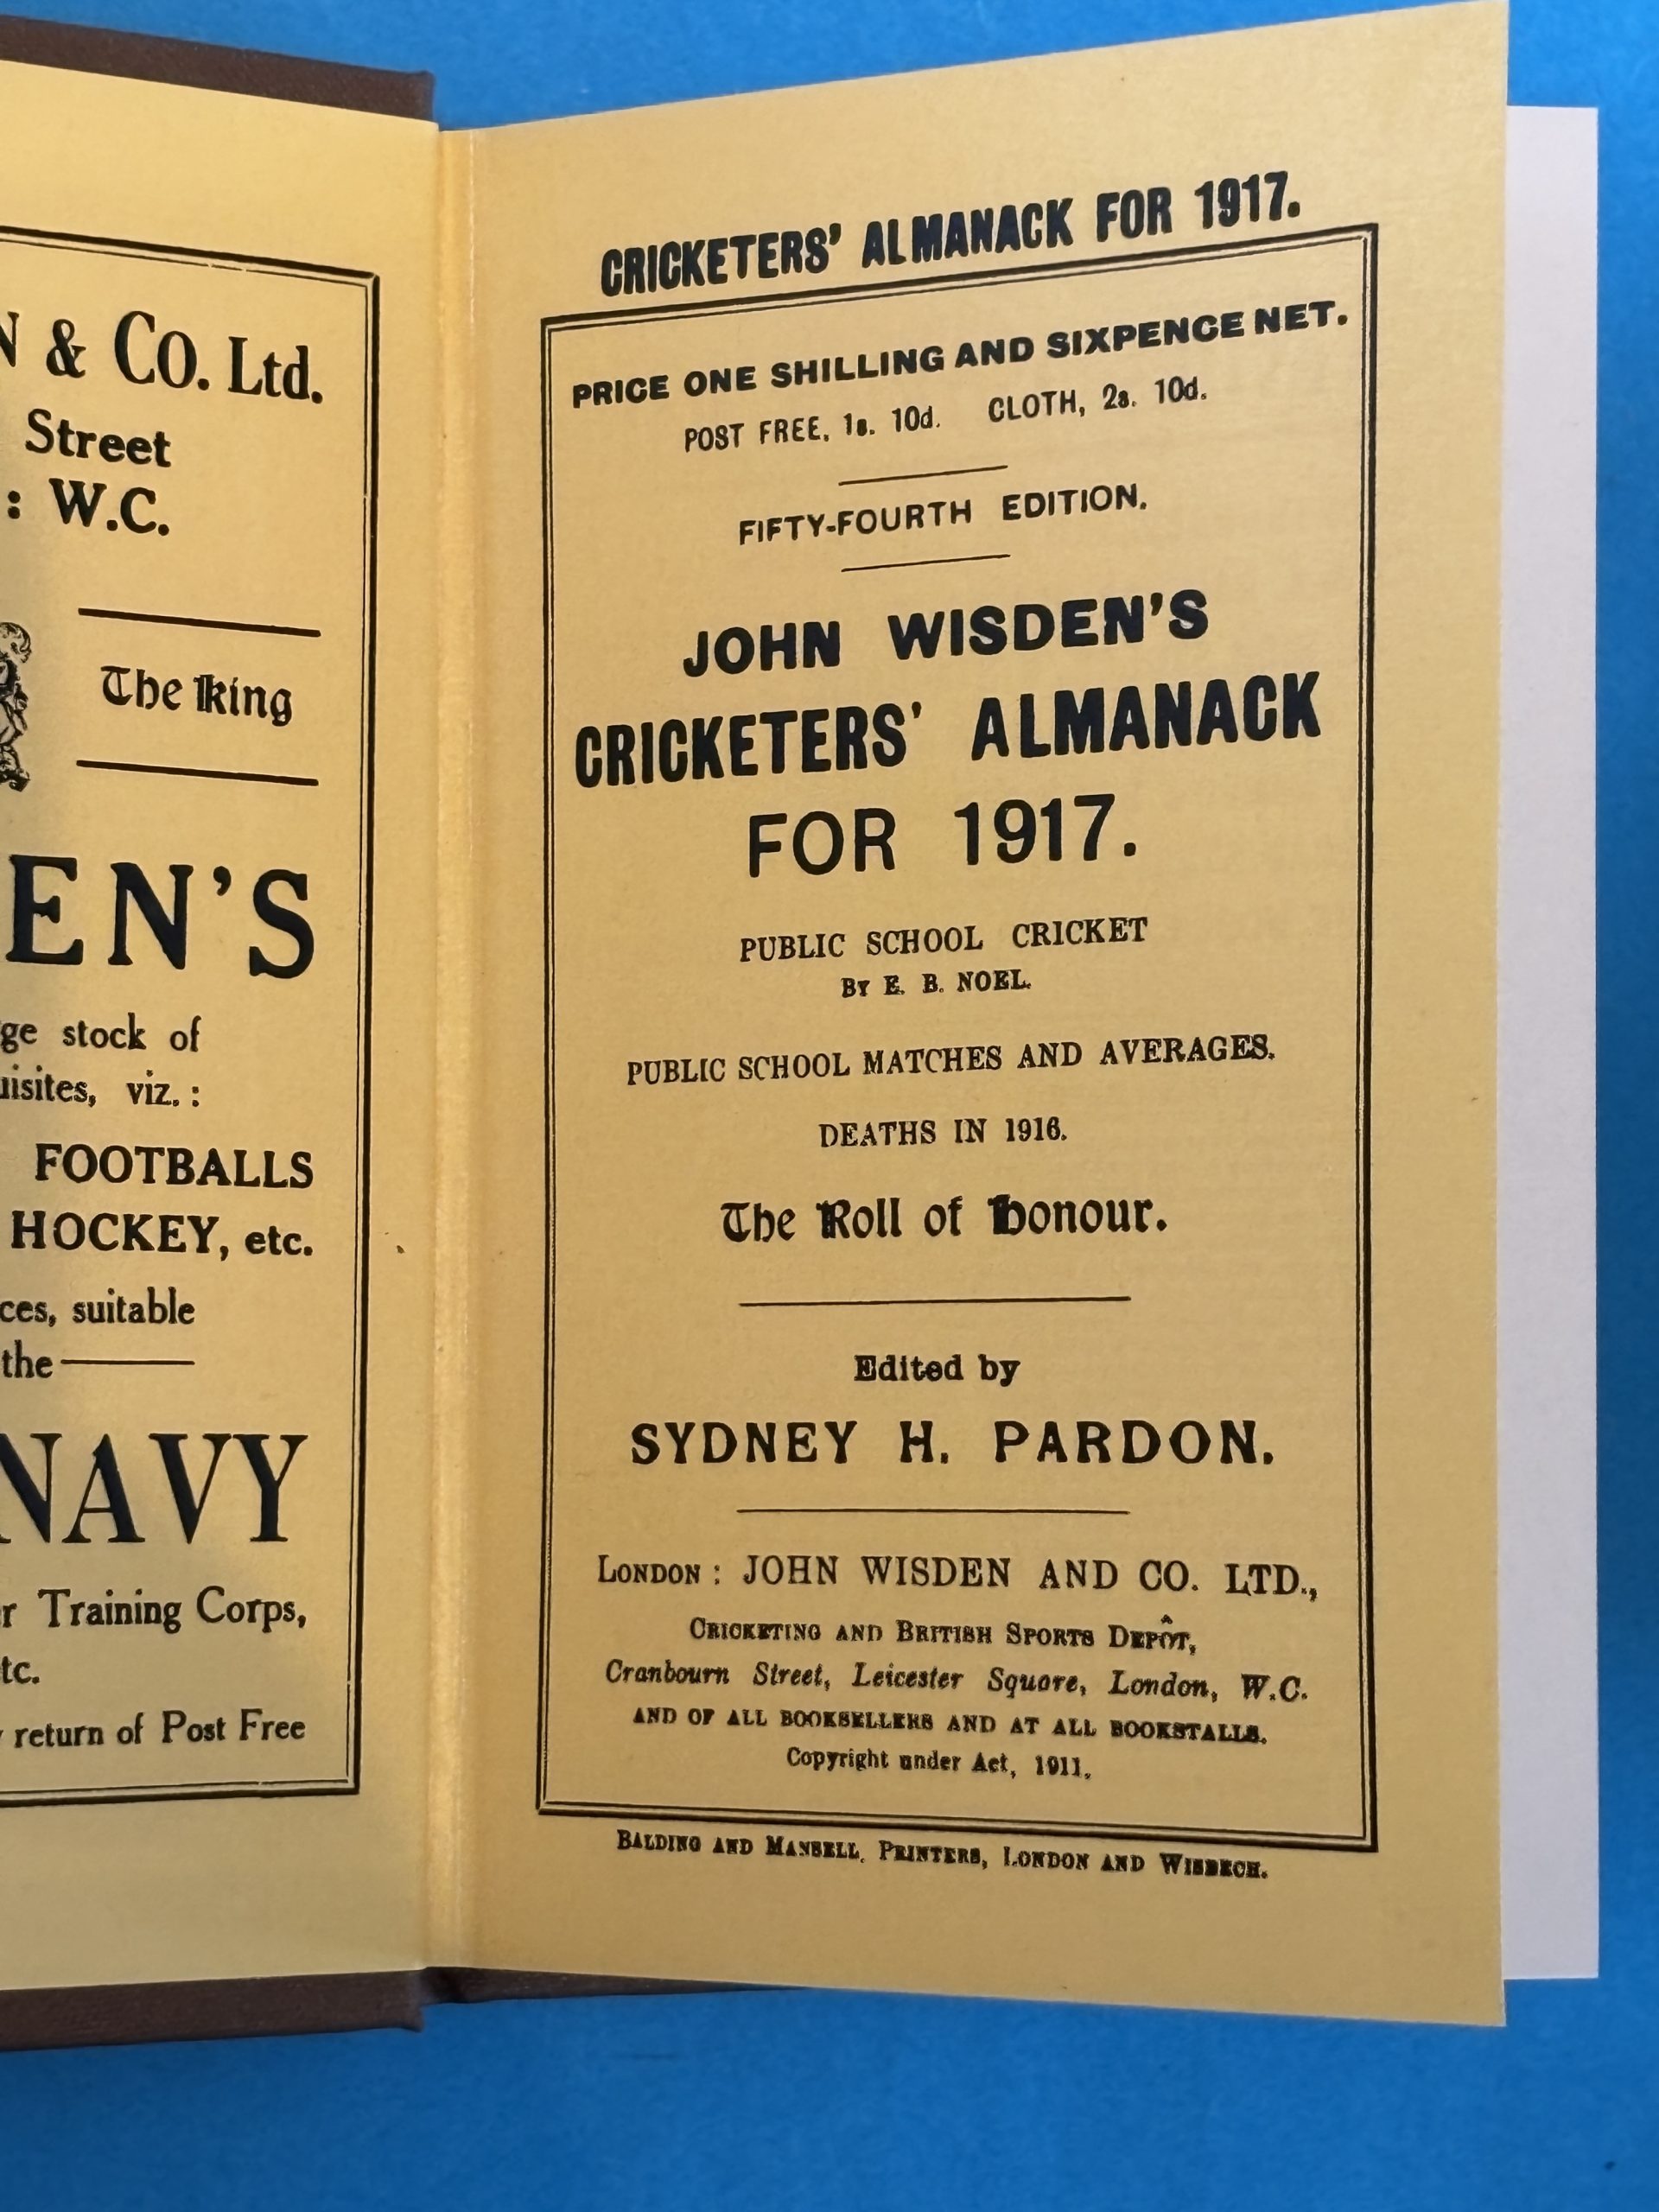 N & CO. Ltd.
Street
: W.C.
The King
EN'S
ge stock of
uisites, viz. :
FOOTBALLS
HOCKEY, etc.
ces, suitable
the
NAVY
r Training Corps,
tc.
return of Post Free
CRICKETERS' ALMANACK FOR 1917.
PRICE ONE SHILLING AND SIXPENCE NET.
POST FREE, 1s. 10d. CLOTH, 2s. 10d.
FIFTY-FOURTH EDITION.
JOHN WISDEN'S
CRICKETERS' ALMANACK
FOR 1917.
PUBLIC SCHOOL CRICKET
BY E. B. NOEL.
PUBLIC SCHOOL MATCHES AND AVERAGES.
DEATHS IN 1916.
The Roll of Honour.
Edited by
SYDNEY H. PARDON.
LONDON : JOHN WISDEN AND CO. LTD.,
CRICKETING AND BRITISH SPORTS DEPÔT,
Cranbourn Street, Leicester Square, London, W.C.
AND OF ALL BOOKSELLERS AND AT ALL BOOKSTALLS.
Copyright under Act, 1911.
BALDING AND MANSELL, PRINTERS, LONDON AND WISBECH.